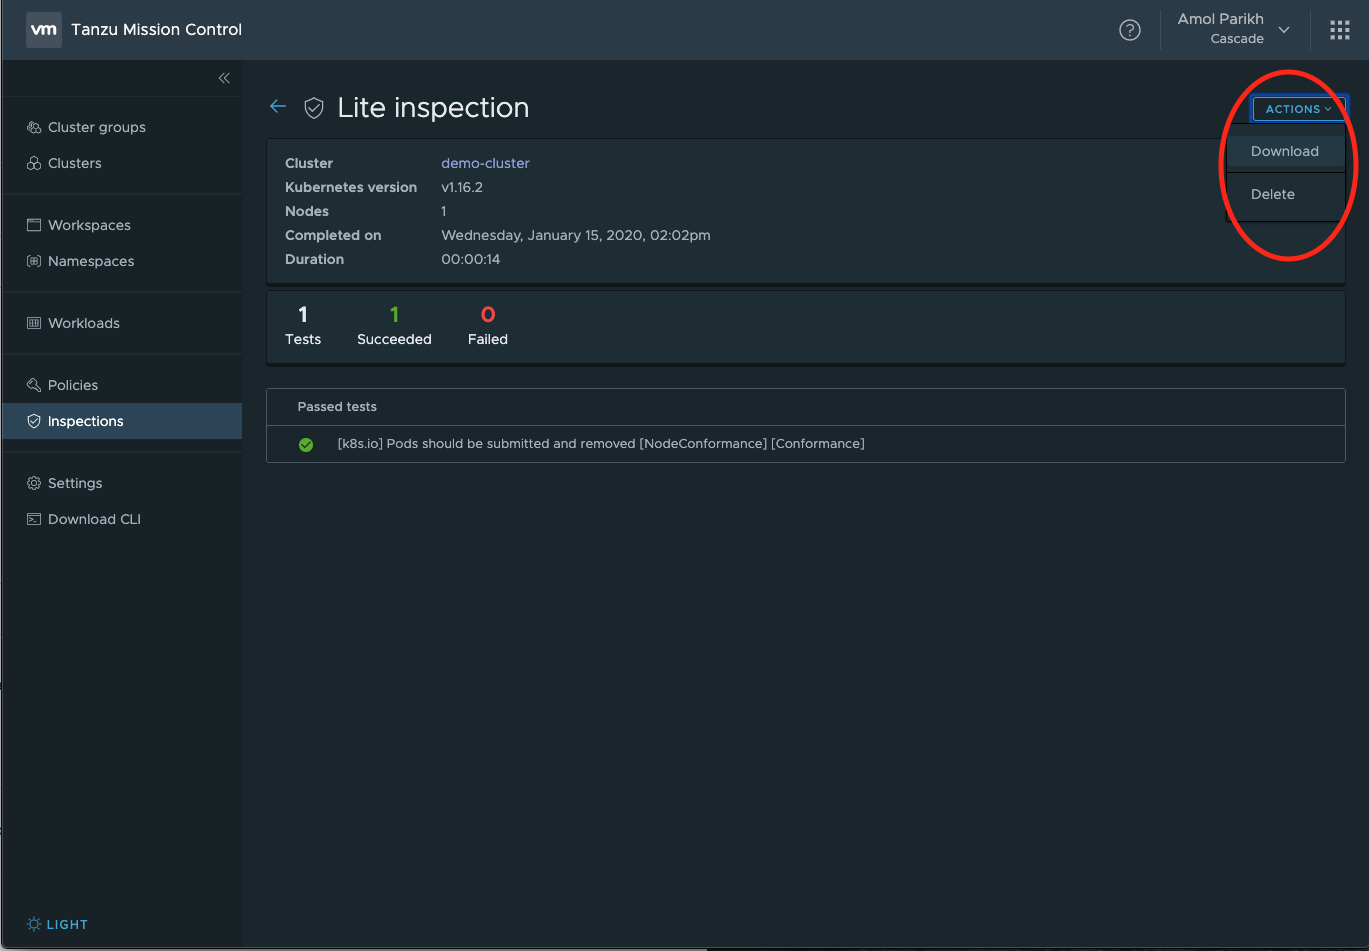 vm Tanzu Mission Control
? Amol Parikh
Cascade
Cluster groups
Clusters
Workspaces
Namespaces
Workloads
Policies
Inspections
Settings
Download CLI
LIGHT
Lite inspection
ACTIONS
Download
Delete
Cluster demo-cluster
Kubernetes version v1.16.2
Nodes 1
Completed on Wednesday, January 15, 2020, 02:02pm
Duration 00:00:14
1 1 0
Tests Succeeded Failed
Passed tests
[k8s.io] Pods should be submitted and removed [NodeConformance] [Conformance]